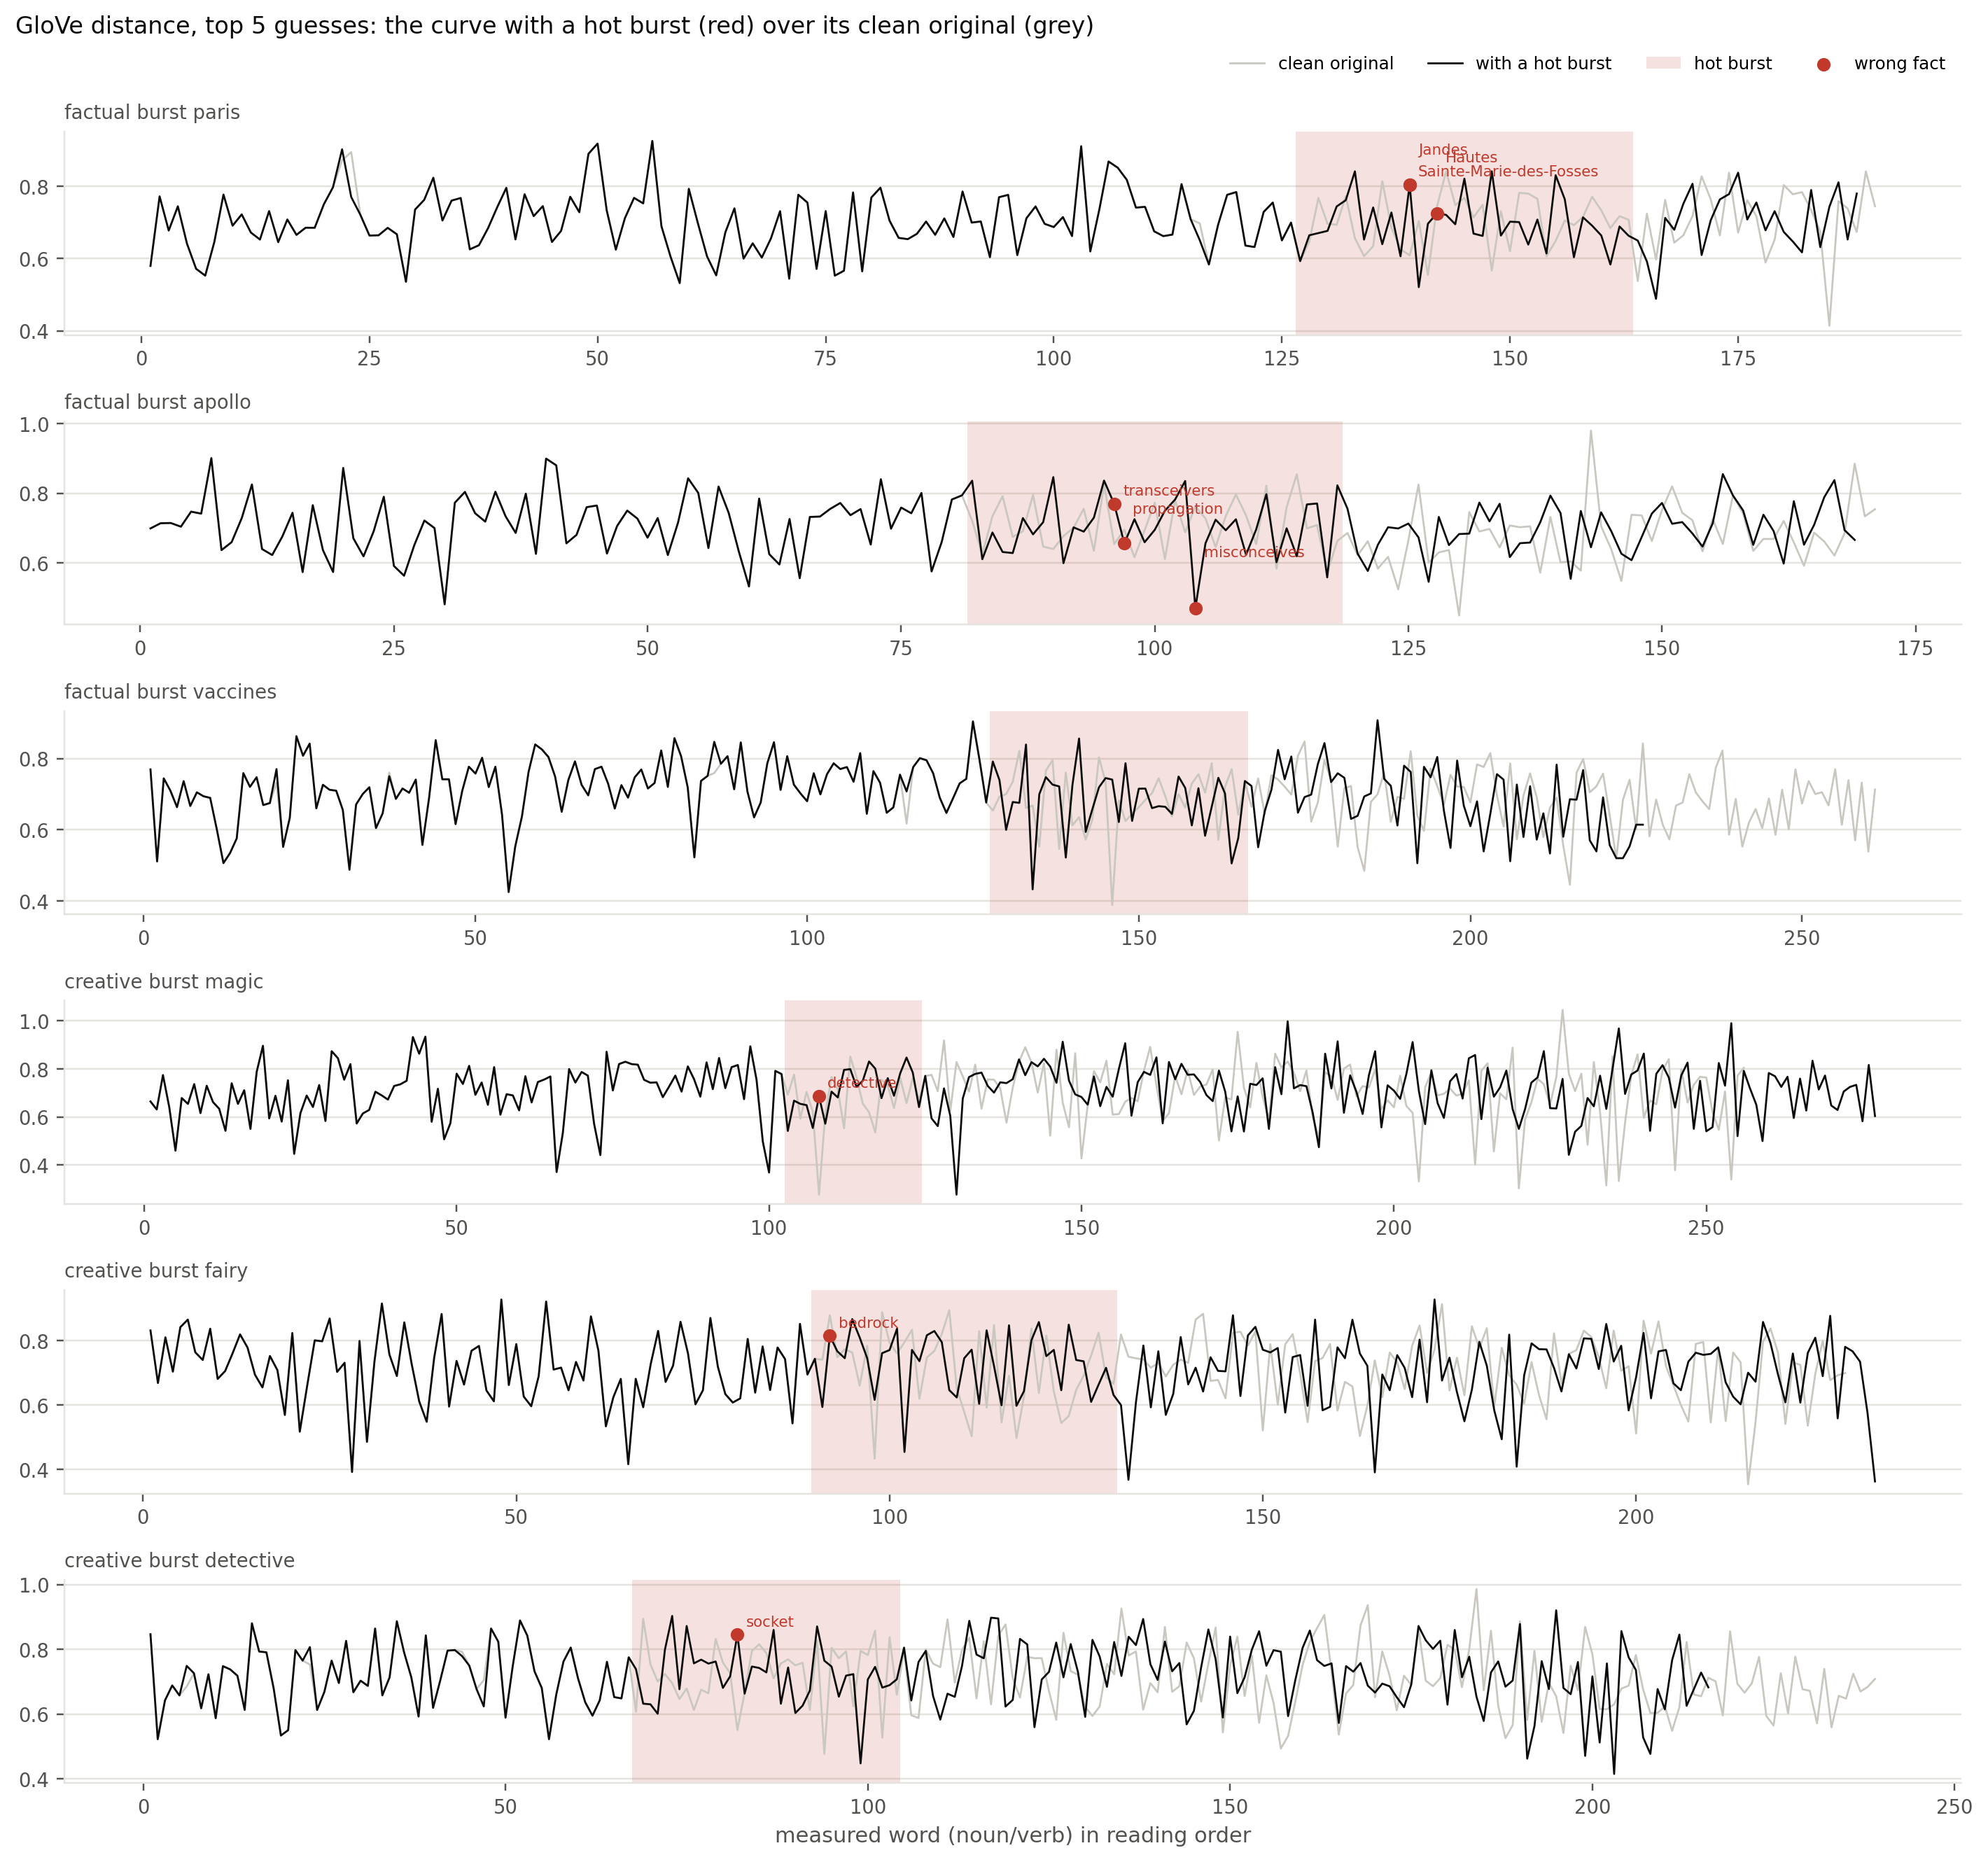 GloVe distance, top 5 guesses: the curve with a hot burst (red) over its clean original (grey)
clean original with a hot burst hot burst wrong fact
factual burst paris
Jandes
Hautes
Sainte-Marie-des-Fosses
0.8
0.6
0.4
0 25 50 75 100 125 150 175
factual burst apollo
1.0
0.8
0.6
transceivers
propagation
misconceives
0 25 50 75 100 125 150 175
factual burst vaccines
0.8
0.6
0.4
0 50 100 150 200 250
creative burst magic
1.0
0.8
0.6
0.4
detective
0 50 100 150 200 250
creative burst fairy
bedrock
0.8
0.6
0.4
0 50 100 150 200
creative burst detective
1.0
0.8
0.6
0.4
socket
0 50 100 150 200 250
measured word (noun/verb) in reading order